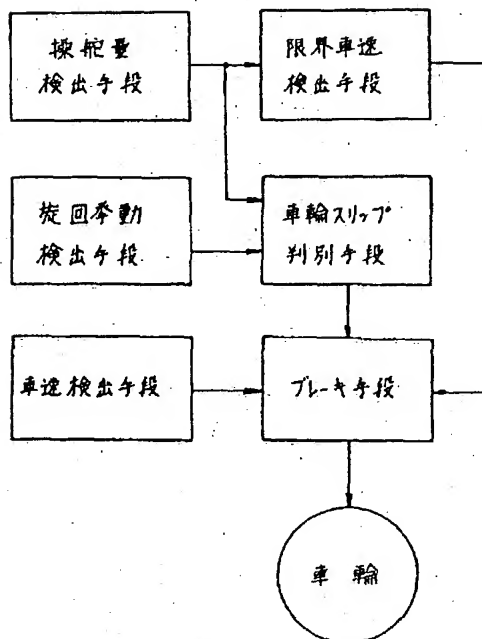 操舵量
検出手段
限界車速
検出手段
旋回挙動
検出手段
車輪スリップ
判別手段
車速検出手段
ブレーキ手段
車輪